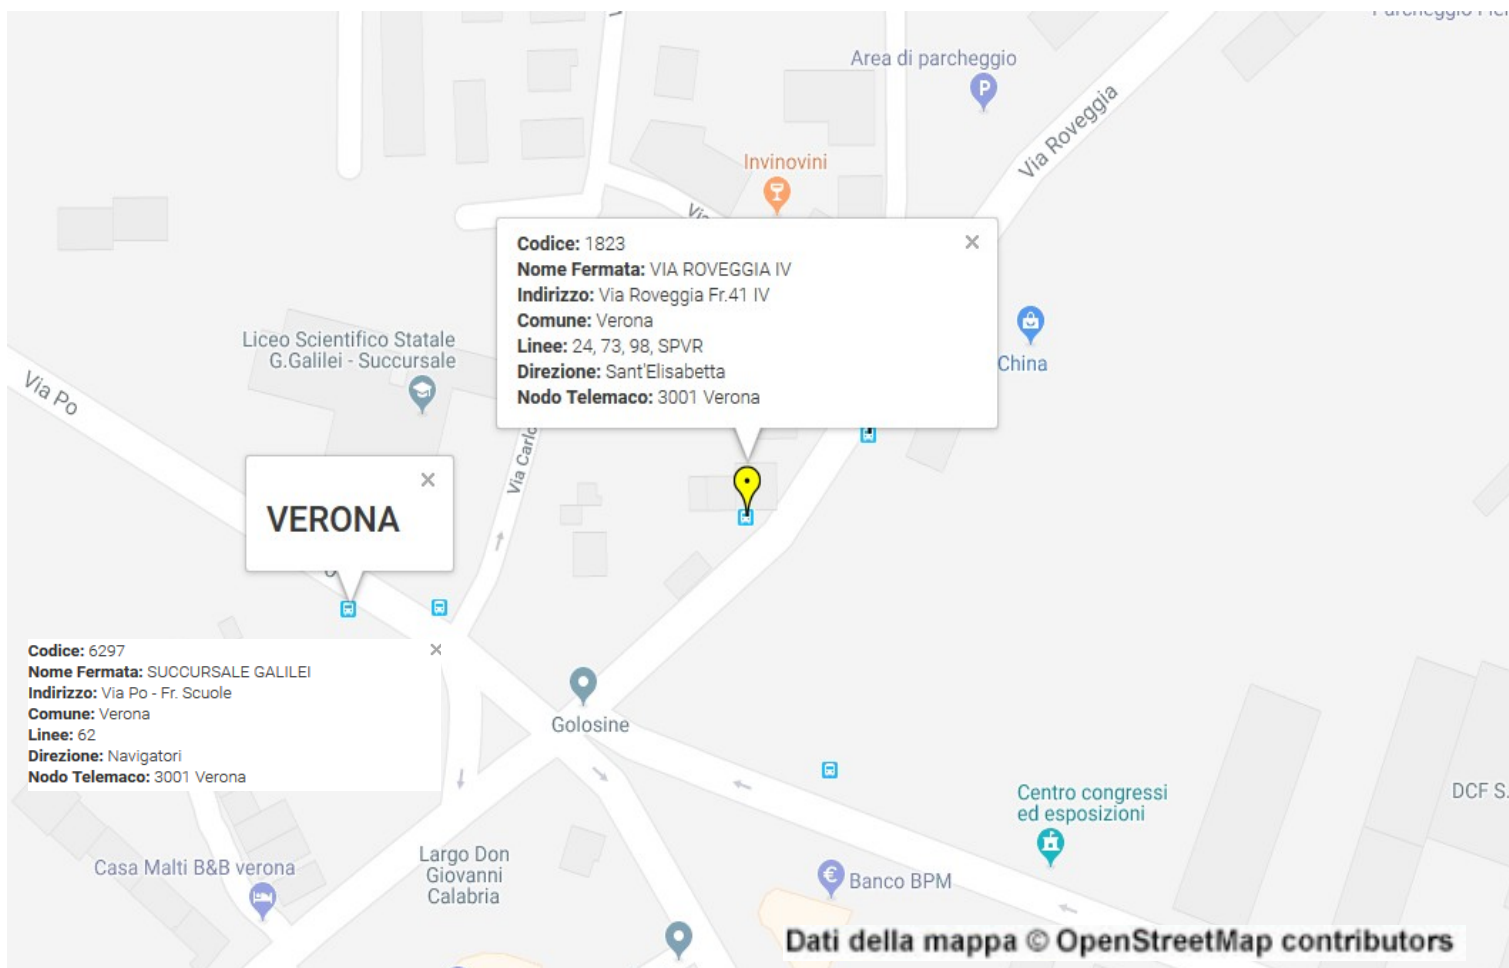 Area di parcheggio
Via Roveggia
Invinovini
Codice: 1823
Nome Fermata: VIA ROVEGGIA IV
Indirizzo: Via Roveggia Fr.41 IV
Comune: Verona
Linee: 24, 73, 98, SPVR
Direzione: Sant'Elisabetta
Nodo Telemaco: 3001 Verona
Liceo Scientifico Statale
G.Galilei - Succursale
China
Via Po
Via Carlo
VERONA
Codice: 6297
Nome Fermata: SUCCURSALE GALILEI
Indirizzo: Via Po - Fr. Scuole
Comune: Verona
Linee: 62
Direzione: Navigatori
Nodo Telemaco: 3001 Verona
Golosine
Centro congressi
ed esposizioni
DCF S.
Casa Malti B&B verona
Largo Don
Giovanni
Calabria
Banco BPM
Dati della mappa © OpenStreetMap contributors